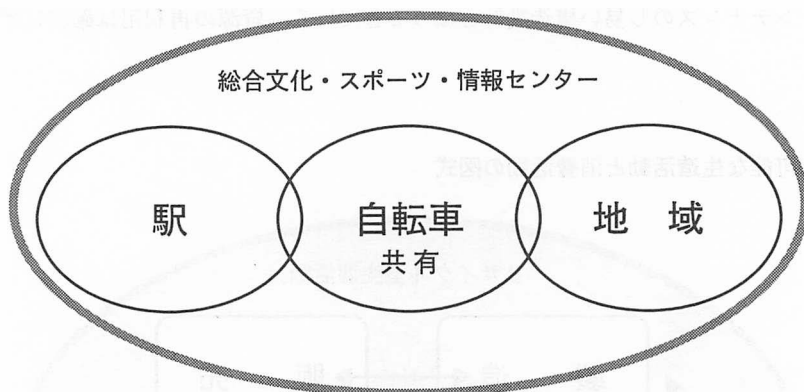 総合文化・スポーツ・情報センター
駅
自転車
共有
地　域